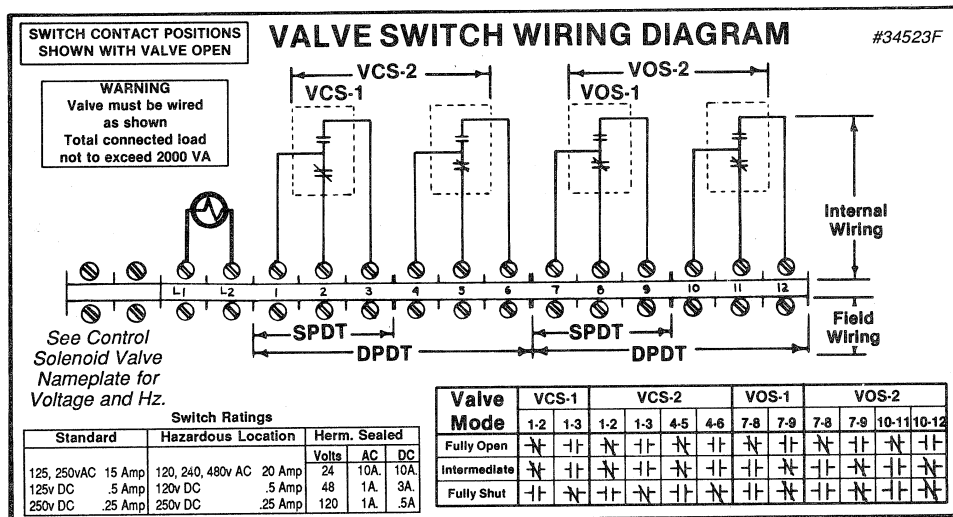 SWITCH CONTACT POSITIONS
SHOWN WITH VALVE OPEN
VALVE SWITCH WIRING DIAGRAM
#34523F
WARNING
Valve must be wired
as shown
Total connected load
not to exceed 2000 VA
VCS-2
VCS-1
VOS-2
VOS-1
Internal
Wiring
L1 L2 1 2 3 4 5 6 7 8 9 10 11 12
SPDT
SPDT
DPDT
DPDT
Field
Wiring
See Control
Solenoid Valve
Nameplate for
Voltage and Hz.
Switch Ratings
Standard Hazardous Location Herm. Sealed
Volts AC DC
125, 250vAC 15 Amp 120, 240, 480v AC 20 Amp 24 10A. 10A.
125v DC .5 Amp 120v DC .5 Amp 48 1A. 3A.
250v DC .25 Amp 250v DC .25 Amp 120 1A. .5A
Valve Mode VCS-1 VCS-2 VOS-1 VOS-2
1-2 1-3 1-2 1-3 4-5 4-6 7-8 7-9 7-8 7-9 10-11 10-12
Fully Open
Intermediate
Fully Shut